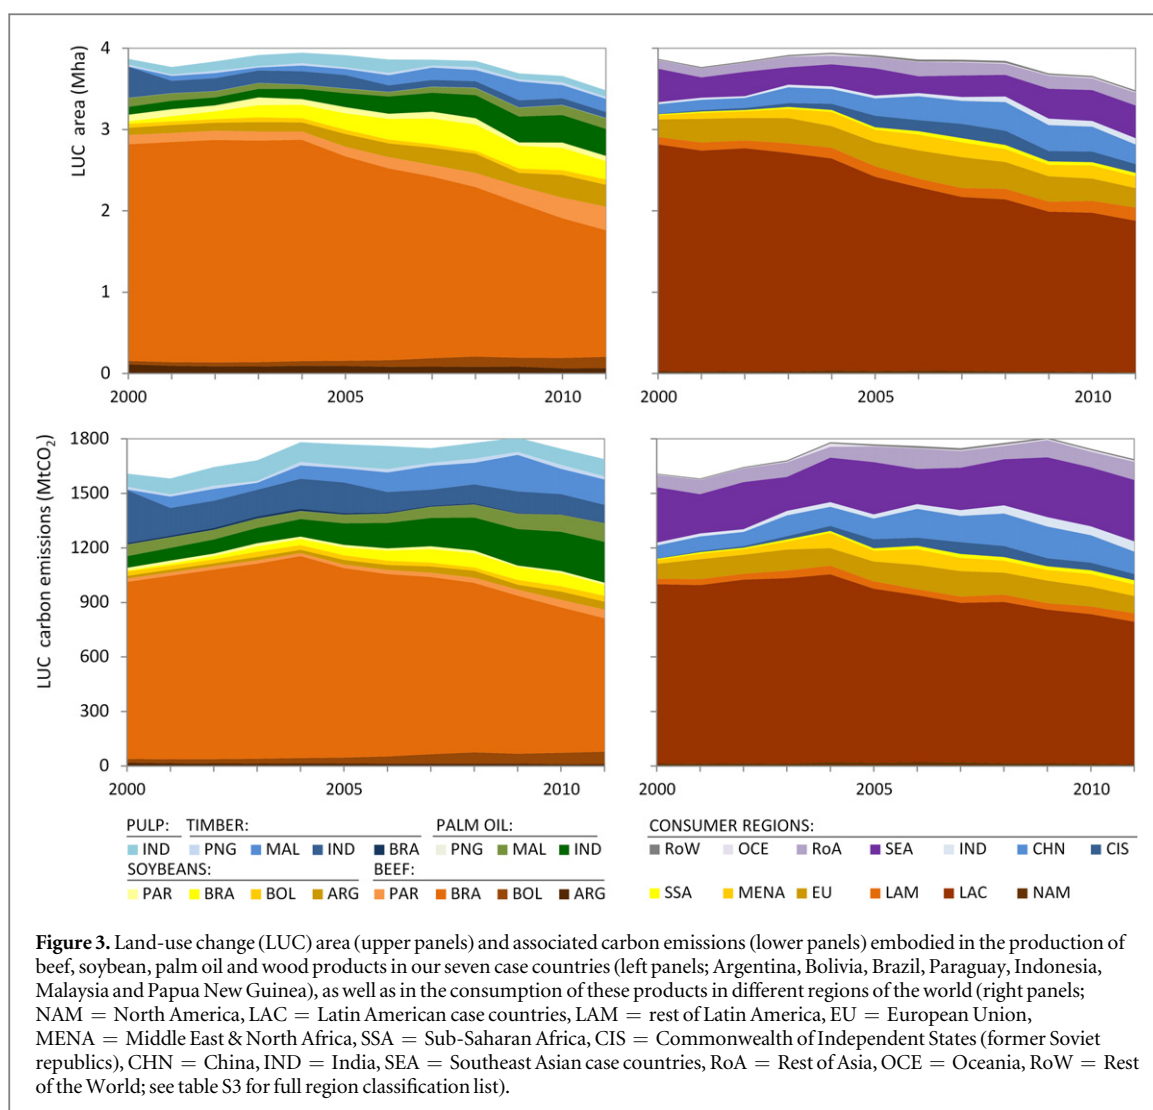 LUC area (Mha)
4
3
2
1
0
2000 2005 2010
2000 2005 2010
LUC carbon emissions (MtCO₂)
1800
1500
1200
900
600
300
0
2000 2005 2010
2000 2005 2010
PULP: TIMBER: PALM OIL:
IND PNG MAL IND BRA PNG MAL IND
SOYBEANS: BEEF:
PAR BRA BOL ARG PAR BRA BOL ARG
CONSUMER REGIONS:
RoW OCE RoA SEA IND CHN CIS
SSA MENA EU LAM LAC NAM
Figure 3. Land-use change (LUC) area (upper panels) and associated carbon emissions (lower panels) embodied in the production of
beef, soybean, palm oil and wood products in our seven case countries (left panels; Argentina, Bolivia, Brazil, Paraguay, Indonesia,
Malaysia and Papua New Guinea), as well as in the consumption of these products in different regions of the world (right panels;
NAM = North America, LAC = Latin American case countries, LAM = rest of Latin America, EU = European Union,
MENA = Middle East & North Africa, SSA = Sub-Saharan Africa, CIS = Commonwealth of Independent States (former Soviet
republics), CHN = China, IND = India, SEA = Southeast Asian case countries, RoA = Rest of Asia, OCE = Oceania, RoW = Rest
of the World; see table S3 for full region classification list).